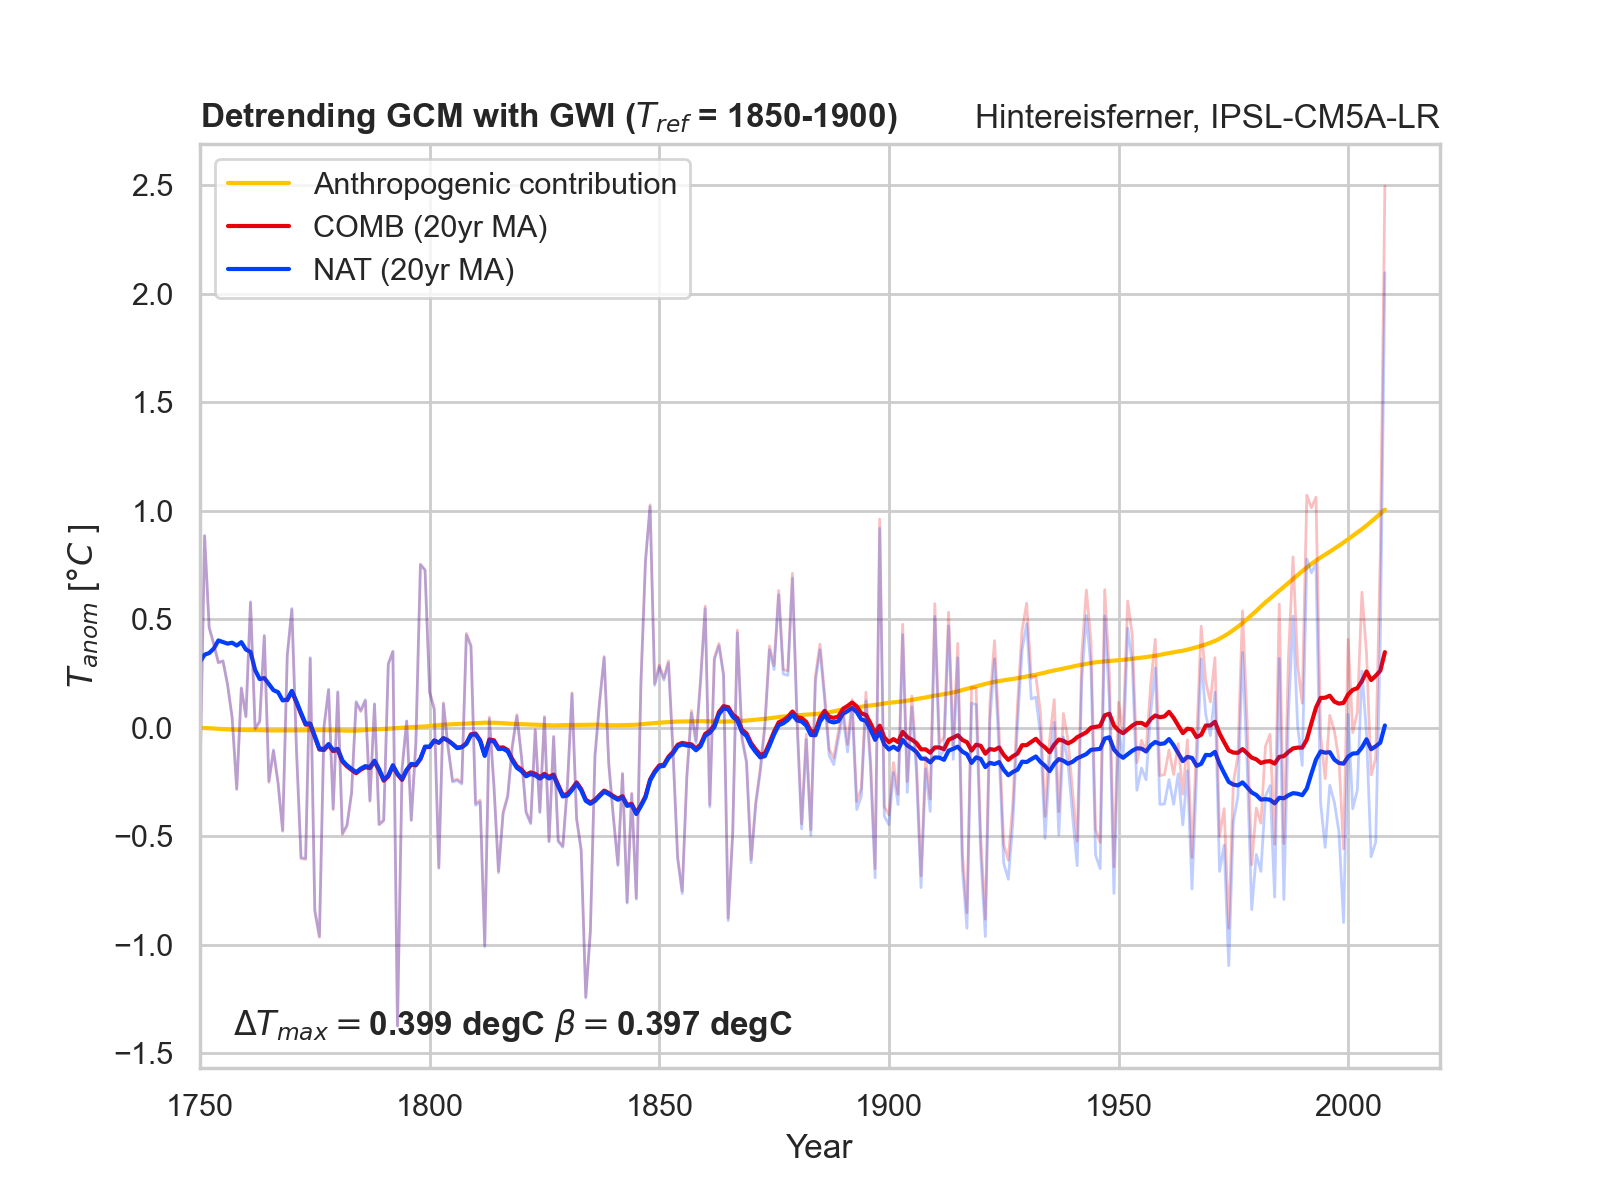 Detrending GCM with GWI (T_ref = 1850-1900) Hintereisferner, IPSL-CM5A-LR
Anthropogenic contribution
COMB (20yr MA)
NAT (20yr MA)
2.5
2.0
1.5
1.0
0.5
0.0
−0.5
−1.0
−1.5
T_anom [°C ]
ΔT_max = 0.399 degC β = 0.397 degC
1750 1800 1850 1900 1950 2000
Year